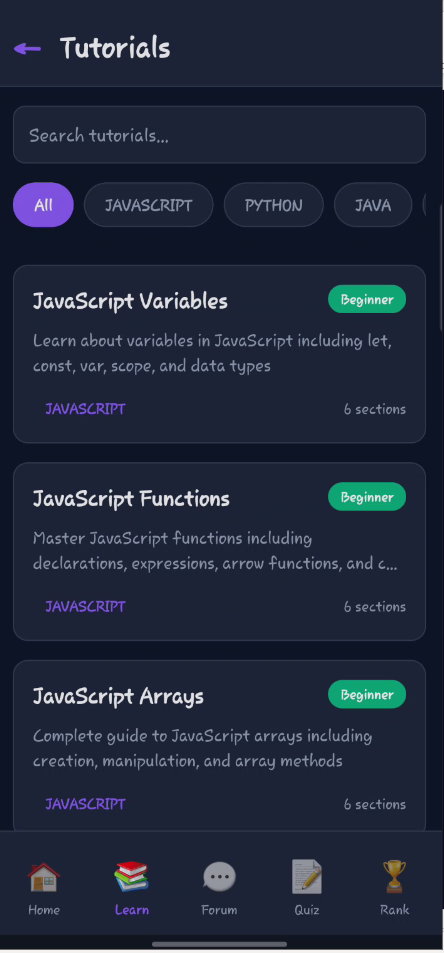 Tutorials
Search tutorials...
All JAVASCRIPT PYTHON JAVA
JavaScript Variables Beginner
Learn about variables in JavaScript including let,
const, var, scope, and data types
JAVASCRIPT 6 sections
JavaScript Functions Beginner
Master JavaScript functions including
declarations, expressions, arrow functions, and c...
JAVASCRIPT 6 sections
JavaScript Arrays Beginner
Complete guide to JavaScript arrays including
creation, manipulation, and array methods
JAVASCRIPT 6 sections
Home Learn Forum Quiz Rank